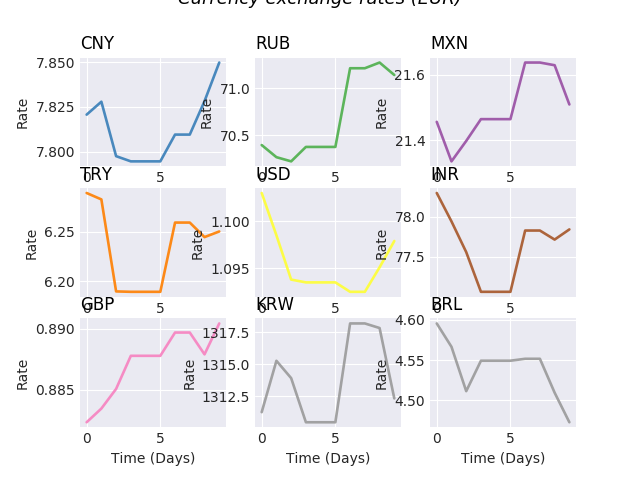 Currency exchange rates (EUR)
CNY
RUB
MXN
7.850
7.825
7.800
Rate
0
5
71.0
70.5
Rate
0
5
21.6
21.4
Rate
0
5
TRY
USD
INR
6.25
6.20
Rate
0
5
1.100
1.095
Rate
0
5
78.0
77.5
Rate
0
5
GBP
KRW
BRL
0.890
0.885
Rate
0
5
Time (Days)
1317.5
1315.0
1312.5
Rate
0
5
Time (Days)
4.60
4.55
4.50
Rate
0
5
Time (Days)